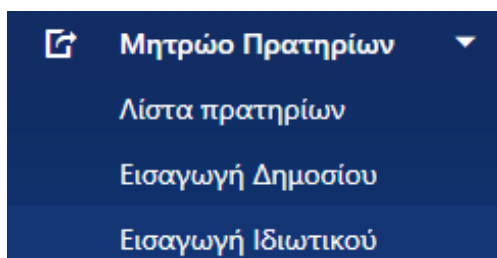 Μητρώο Πρατηρίων
Λίστα πρατηρίων
Εισαγωγή Δημοσίου
Εισαγωγή Ιδιωτικού